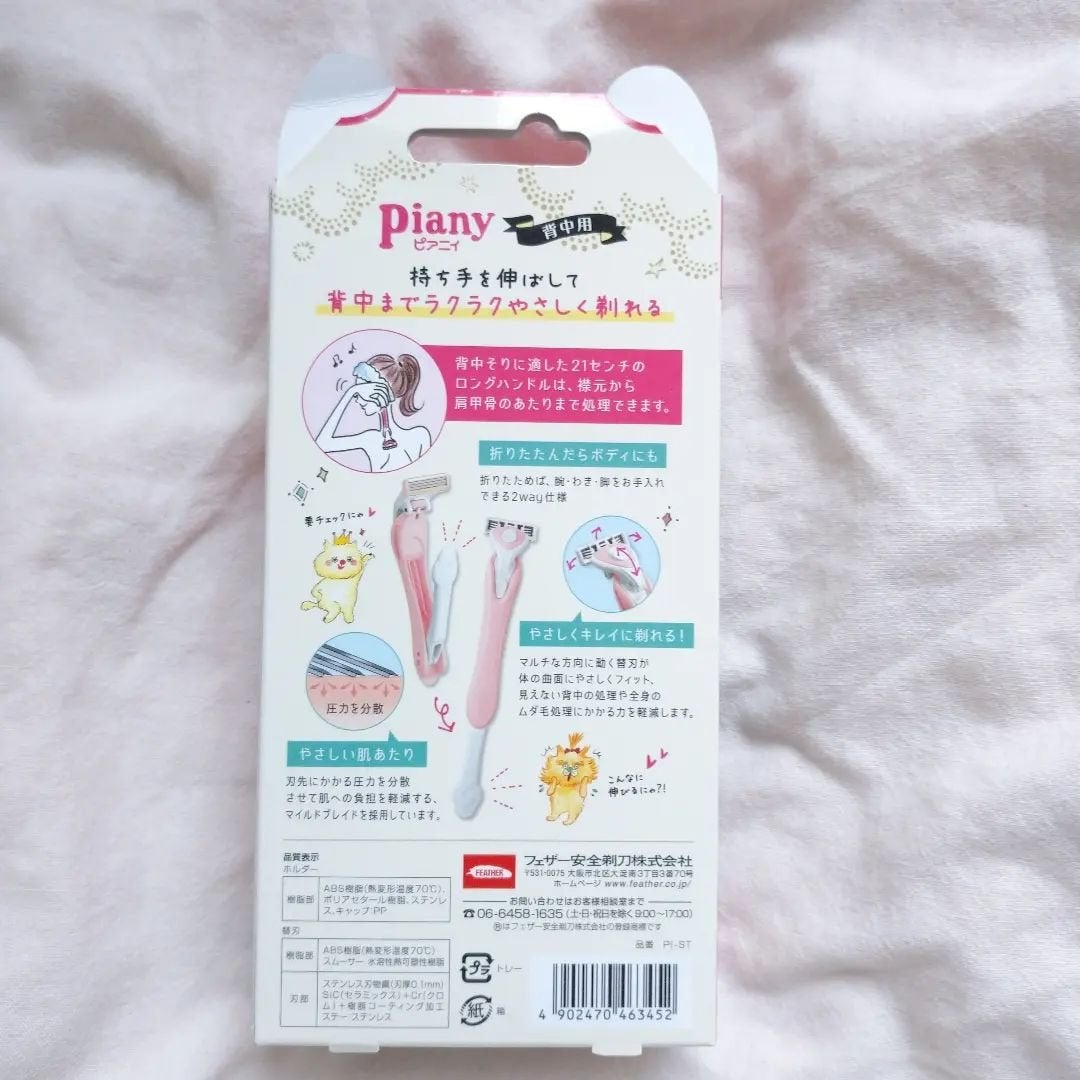 Piany
ピアニィ
背中用
持ち手を伸ばして
背中までラクラクやさしく剃れる
背中そりに適した21センチの
ロングハンドルは、襟元から
肩甲骨のあたりまで処理できます。
折りたたんだらボディにも
折りたためば、腕・わき・脚をお手入れ
できる2way仕様
要チェックにゃ
やさしくキレイに剃れる!
マルチな方向に動く替刃が
体の曲面にやさしくフィット、
見えない背中の処理や全身の
ムダ毛処理にかかる力を軽減します。
圧力を分散
やさしい肌あたり
刃先にかかる圧力を分散
させて肌への負担を軽減する、
マイルドブレイドを採用しています。
こんなに
伸びるにゃ?!
品質表示
ホルダー
樹脂部
ABS樹脂(熱変形温度70℃)、
ポリアセタール樹脂、ステンレ
ス、キャップ:PP
替刃
樹脂部
ABS樹脂(熱変形温度70℃)
スムーサー 水溶性熱可塑性樹脂
刃部
ステンレス刃物鋼(刃厚0.1mm)
SiC(セラミックス)+Cr(クロ
ム)+樹脂コーティング加工
ステー ステンレス
FEATHER
フェザー安全剃刀株式会社
〒531-0075 大阪市北区大淀南3丁目3番70号
ホームページ www.feather.co.jp/
お問い合わせはお客様相談室まで
☎06-6458-1635 (土・日・祝日を除く9:00~17:00)
Ⓡはフェザー安全剃刀株式会社の登録商標です
品番 PI-ST
プラ トレー
紙 箱
4 902470 463452